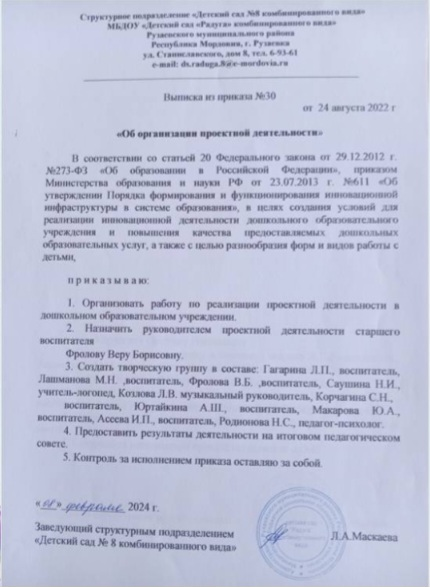 Структурное подразделение «Детский сад №8 комбинированного вида»
МБДОУ «Детский сад «Радуга» комбинированного вида»
Рузаевского муниципального района
Республика Мордовия, г. Рузаевка
ул. Станиславского, дом 8, тел. 6-93-61
e-mail: ds.raduga.8@e-mordovia.ru
Выписка из приказа №30
от 24 августа 2022 г
«Об организации проектной деятельности»
В соответствии со статьей 20 Федерального закона от 29.12.2012 г.
№273-ФЗ «Об образовании в Российской Федерации», приказом
Министерства образования и науки РФ от 23.07.2013 г. №611 «Об
утверждении Порядка формирования и функционирования инновационной
инфраструктуры в системе образования», в целях создания условий для
реализации инновационной деятельности дошкольного образовательного
учреждения и повышения качества предоставляемых дошкольных
образовательных услуг, а также с целью разнообразия форм и видов работы с
детьми,
п р и к а з ы в а ю:
1. Организовать работу по реализации проектной деятельности в
дошкольном образовательном учреждении.
2. Назначить руководителем проектной деятельности старшего
воспитателя
Фролову Веру Борисовну.
3. Создать творческую группу в составе: Гагарина Л.П., воспитатель,
Лашманова М.Н. ,воспитатель, Фролова В.Б. ,воспитатель, Саушина Н.И.,
учитель-логопед, Козлова Л.В. музыкальный руководитель, Корчагина С.Н.,
воспитатель, Юртайкина А.Ш., воспитатель, Макарова Ю.А.,
воспитатель, Асеева И.П., воспитатель, Родионова Н.С., педагог-психолог.
4. Предоставить результаты деятельности на итоговом педагогическом
совете.
5. Контроль за исполнением приказа оставляю за собой.
«01» февраля 2024 г.
Заведующий структурным подразделением
«Детский сад № 8 комбинированного вида» Л.А.Маскаева